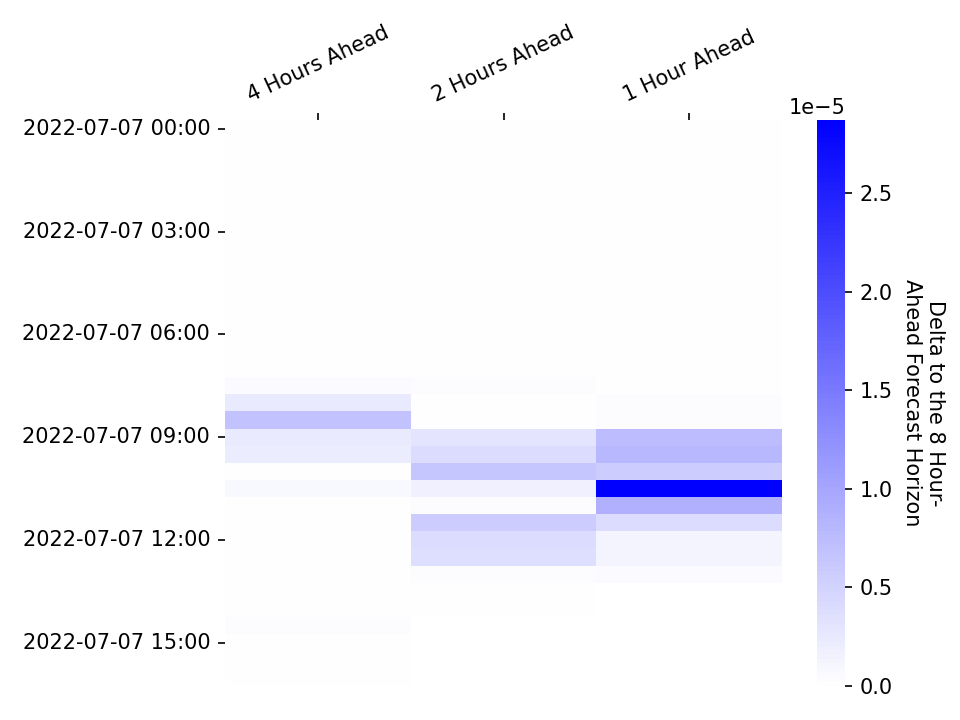 4 Hours Ahead
2 Hours Ahead
1 Hour Ahead
1e−5
2022-07-07 00:00
2022-07-07 03:00
2022-07-07 06:00
2022-07-07 09:00
2022-07-07 12:00
2022-07-07 15:00
2.5
2.0
1.5
1.0
0.5
0.0
Delta to the 8 Hour-
Ahead Forecast Horizon